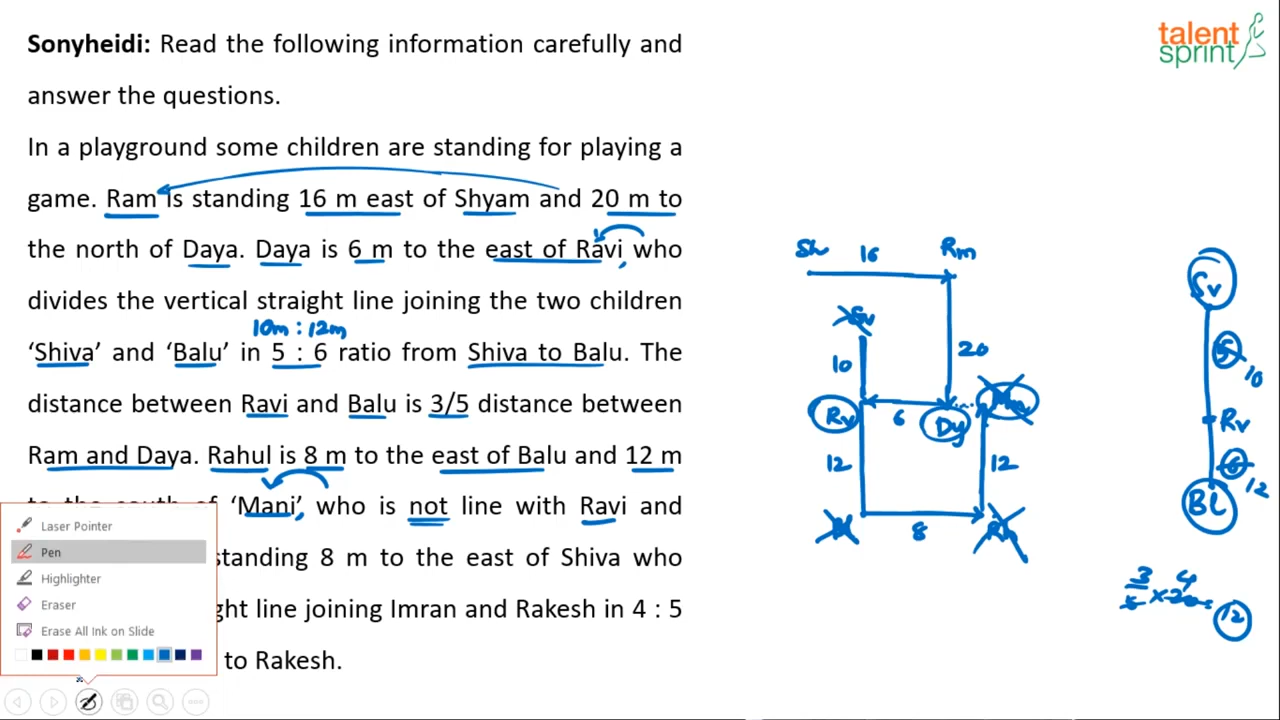 Sonyheidi: Read the following information carefully and
answer the questions.
In a playground some children are standing for playing a
game. Ram is standing 16 m east of Shyam and 20 m to
the north of Daya. Daya is 6 m to the east of Ravi, who
divides the vertical straight line joining the two children
10m : 12m
‘Shiva’ and ‘Balu’ in 5 : 6 ratio from Shiva to Balu. The
distance between Ravi and Balu is 3/5 distance between
Ram and Daya. Rahul is 8 m to the east of Balu and 12 m
‘Mani’, who is not line with Ravi and
standing 8 m to the east of Shiva who
line joining Imran and Rakesh in 4 : 5
to Rakesh.
Laser Pointer
Pen
Highlighter
Eraser
Erase All Ink on Slide
talent
sprint
Sh 16 Rm
10 20
Rv 6 Dy
12 12
8
Sv
5 10
Rv
6 12
BL
3 4
5 × 20
12